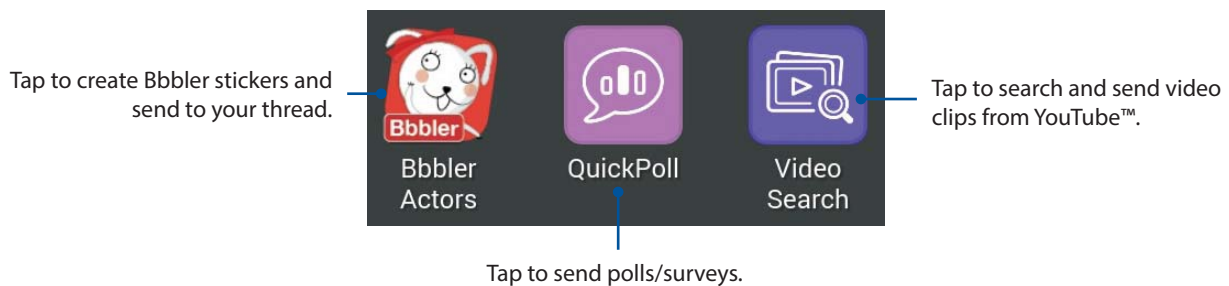 Tap to create Bbbler stickers and
send to your thread.
Bbbler
Bbbler
Actors
QuickPoll
Video
Search
Tap to search and send video
clips from YouTube™.
Tap to send polls/surveys.